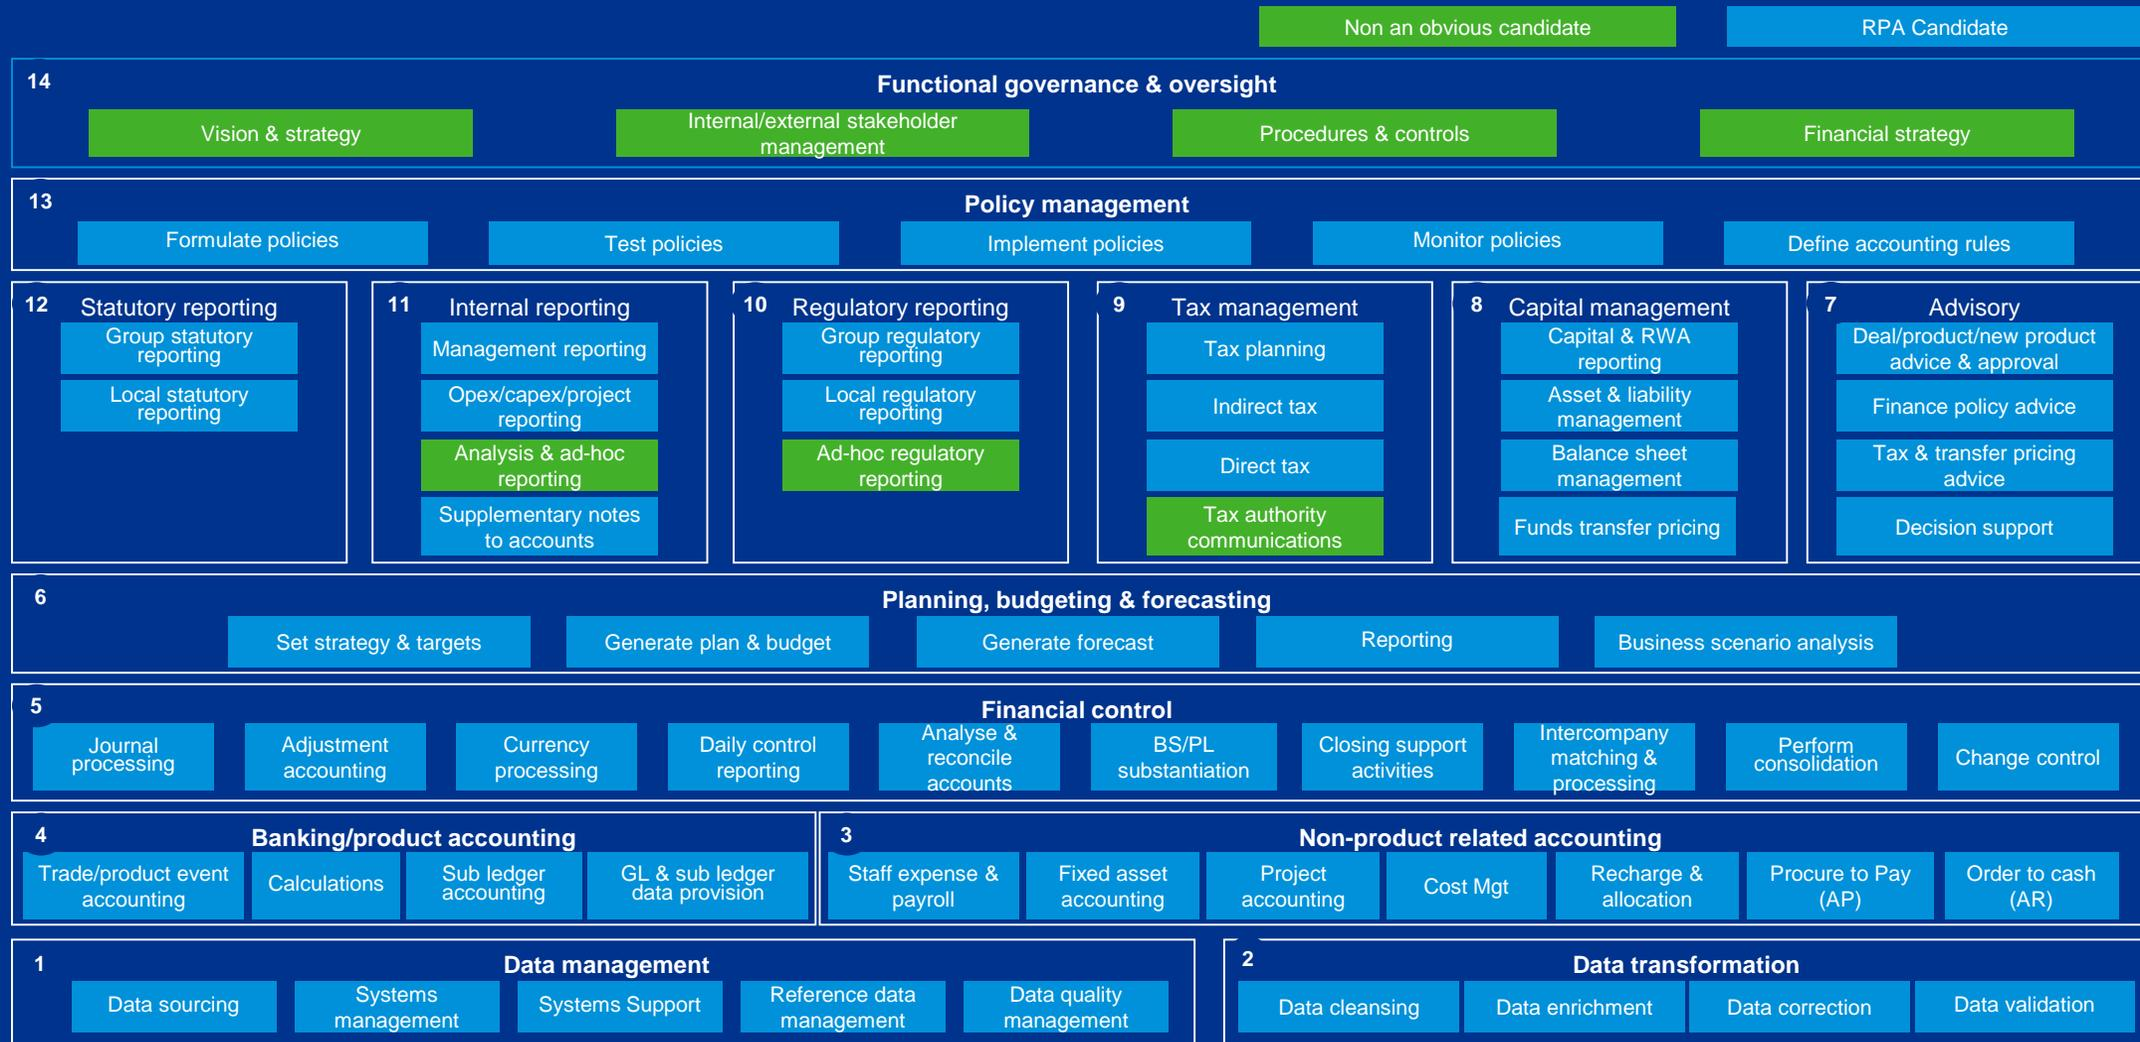 Non an obvious candidate
RPA Candidate
14
Functional governance & oversight
Vision & strategy
Internal/external stakeholder
management
Procedures & controls
Financial strategy
13
Policy management
Formulate policies
Test policies
Implement policies
Monitor policies
Define accounting rules
12
Statutory reporting
Group statutory
reporting
Local statutory
reporting
11
Internal reporting
Management reporting
Opex/capex/project
reporting
Analysis & ad-hoc
reporting
Supplementary notes
to accounts
10
Regulatory reporting
Group regulatory
reporting
Local regulatory
reporting
Ad-hoc regulatory
reporting
9
Tax management
Tax planning
Indirect tax
Direct tax
Tax authority
communications
8
Capital management
Capital & RWA
reporting
Asset & liability
management
Balance sheet
management
Funds transfer pricing
7
Advisory
Deal/product/new product
advice & approval
Finance policy advice
Tax & transfer pricing
advice
Decision support
6
Planning, budgeting & forecasting
Set strategy & targets
Generate plan & budget
Generate forecast
Reporting
Business scenario analysis
5
Financial control
Journal
processing
Adjustment
accounting
Currency
processing
Daily control
reporting
Analyse &
reconcile
accounts
BS/PL
substantiation
Closing support
activities
Intercompany
matching &
processing
Perform
consolidation
Change control
4
Banking/product accounting
Trade/product event
accounting
Calculations
Sub ledger
accounting
GL & sub ledger
data provision
3
Non-product related accounting
Staff expense &
payroll
Fixed asset
accounting
Project
accounting
Cost Mgt
Recharge &
allocation
Procure to Pay
(AP)
Order to cash
(AR)
1
Data management
Data sourcing
Systems
management
Systems Support
Reference data
management
Data quality
management
2
Data transformation
Data cleansing
Data enrichment
Data correction
Data validation